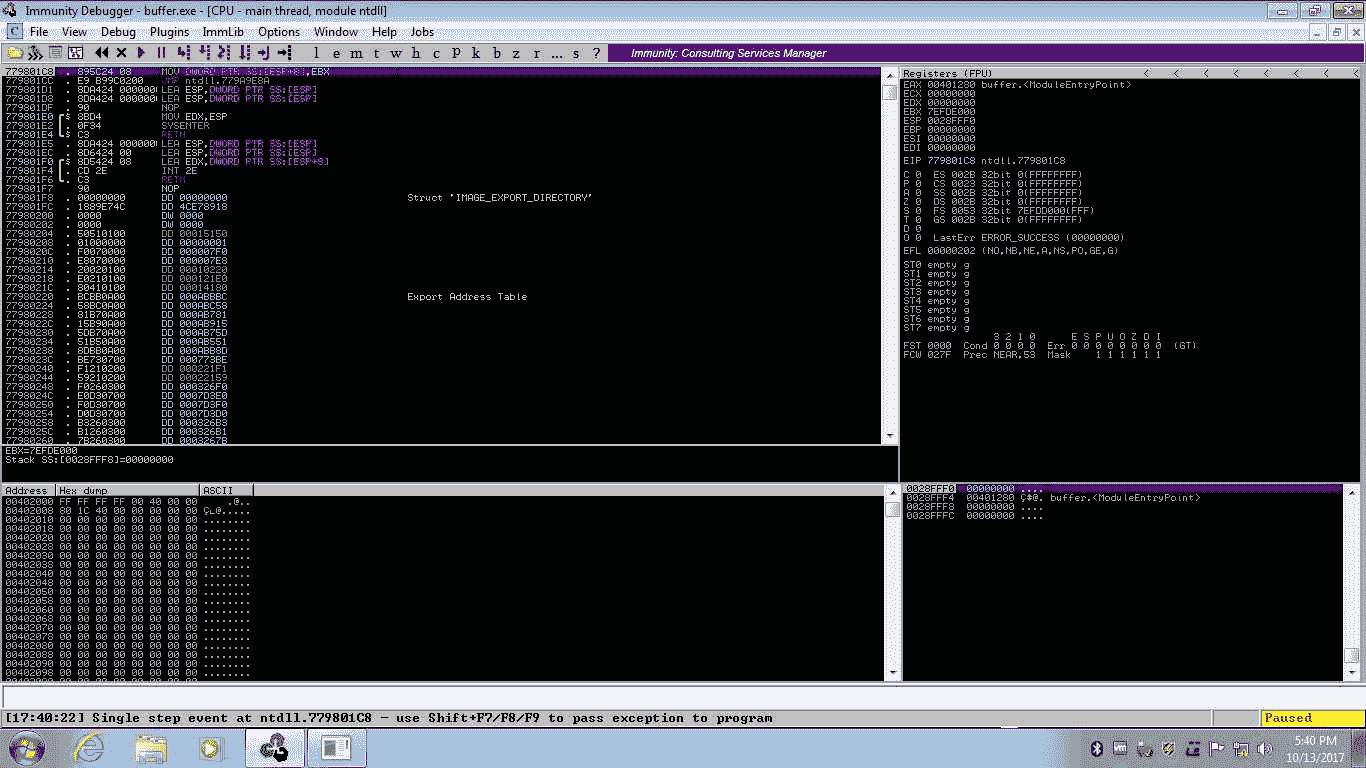 Immunity Debugger - buffer.exe - [CPU - main thread, module ntdll]
C File View Debug Plugins ImmLib Options Window Help Jobs
l e m t w h c p k b z r ... s ? Immunity: Consulting Services Manager
779801C8 . 895C24 08 MOV DWORD PTR SS:[ESP+8],EBX
779801CC . E9 B99C0200 JMP ntdll.779A9E8A
779801D1 . 8DA424 000000 LEA ESP,DWORD PTR SS:[ESP]
779801D8 . 8DA424 000000 LEA ESP,DWORD PTR SS:[ESP]
779801DF . 90 NOP
779801E0 $ 8BD4 MOV EDX,ESP
779801E2 . 0F34 SYSENTER
779801E4 $ C3 RETN
779801E5 . 8DA424 000000 LEA ESP,DWORD PTR SS:[ESP]
779801EC . 8D6424 00 LEA ESP,DWORD PTR SS:[ESP]
779801F0 $ 8D5424 08 LEA EDX,DWORD PTR SS:[ESP+8]
779801F4 . CD 2E INT 2E
779801F6 . C3 RETN
779801F7 90 NOP
779801F8 . 00000000 DD 00000000 Struct 'IMAGE_EXPORT_DIRECTORY'
779801FC . 1889E74C DD 4CE78918
77980200 . 0000 DW 0000
77980202 . 0000 DW 0000
77980204 . 50510100 DD 00015150
77980208 . 01000000 DD 00000001
7798020C . F0070000 DD 000007F0
77980210 . E8070000 DD 000007E8
77980214 . 20020100 DD 00010220
77980218 . E0210100 DD 000121E0
7798021C . 80410100 DD 00014180
77980220 . BCBB0A00 DD 000ABBBC Export Address Table
77980224 . 58BC0A00 DD 000ABC58
77980228 . 81B70A00 DD 000AB781
7798022C . 15B90A00 DD 000AB915
77980230 . 5DB70A00 DD 000AB75D
77980234 . 51B50A00 DD 000AB551
77980238 . 8DBB0A00 DD 000ABB8D
7798023C . BE730700 DD 000773BE
77980240 . F1210200 DD 000221F1
77980244 . 59210200 DD 00022159
77980248 . F0260300 DD 000326F0
7798024C . E0D30700 DD 0007D3E0
77980250 . F0D30700 DD 0007D3F0
77980254 . D0D30700 DD 0007D3D0
77980258 . B3260300 DD 000326B3
7798025C . B1260300 DD 000326B1
77980260 . 7B260300 DD 0003267B
EBX=7EFDE000
Stack SS:[0028FFF8]=00000000
Registers (FPU) < < < < < < < <
EAX 00401280 buffer.<ModuleEntryPoint>
ECX 00000000
EDX 00000000
EBX 7EFDE000
ESP 0028FFF0
EBP 00000000
ESI 00000000
EDI 00000000
EIP 779801C8 ntdll.779801C8
C 0 ES 002B 32bit 0(FFFFFFFF)
P 0 CS 0023 32bit 0(FFFFFFFF)
A 0 SS 002B 32bit 0(FFFFFFFF)
Z 0 DS 002B 32bit 0(FFFFFFFF)
S 0 FS 0053 32bit 7EFDD000(FFF)
T 0 GS 002B 32bit 0(FFFFFFFF)
D 0
O 0 LastErr ERROR_SUCCESS (00000000)
EFL 00000202 (NO,NB,NE,A,NS,PO,GE,G)
ST0 empty g
ST1 empty g
ST2 empty g
ST3 empty g
ST4 empty g
ST5 empty g
ST6 empty g
ST7 empty g
3 2 1 0 E S P U O Z D I
FST 0000 Cond 0 0 0 0 Err 0 0 0 0 0 0 0 0 (GT)
FCW 027F Prec NEAR,53 Mask 1 1 1 1 1 1
Address Hex dump ASCII
00402000 FF FF FF FF 00 40 00 00 .@..
00402008 80 1C 40 00 00 00 00 00 Ç∟@.....
00402010 00 00 00 00 00 00 00 00 ........
00402018 00 00 00 00 00 00 00 00 ........
00402020 00 00 00 00 00 00 00 00 ........
00402028 00 00 00 00 00 00 00 00 ........
00402030 00 00 00 00 00 00 00 00 ........
00402038 00 00 00 00 00 00 00 00 ........
00402040 00 00 00 00 00 00 00 00 ........
00402048 00 00 00 00 00 00 00 00 ........
00402050 00 00 00 00 00 00 00 00 ........
00402058 00 00 00 00 00 00 00 00 ........
00402060 00 00 00 00 00 00 00 00 ........
00402068 00 00 00 00 00 00 00 00 ........
00402070 00 00 00 00 00 00 00 00 ........
00402078 00 00 00 00 00 00 00 00 ........
00402080 00 00 00 00 00 00 00 00 ........
00402088 00 00 00 00 00 00 00 00 ........
00402090 00 00 00 00 00 00 00 00 ........
00402098 00 00 00 00 00 00 00 00 ........
0028FFF0 00000000 ....
0028FFF4 00401280 Ç$@. buffer.<ModuleEntryPoint>
0028FFF8 00000000 ....
0028FFFC 00000000 ....
[17:40:22] Single step event at ntdll.779801C8 - use Shift+F7/F8/F9 to pass exception to program
Paused
5:40 PM
10/13/2017